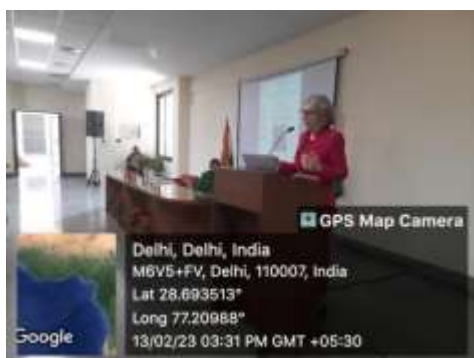 GPS Map Camera
Delhi, Delhi, India
M6V5+FV, Delhi, 110007, India
Lat 28.693513°
Long 77.20988°
13/02/23 03:31 PM GMT +05:30
Google